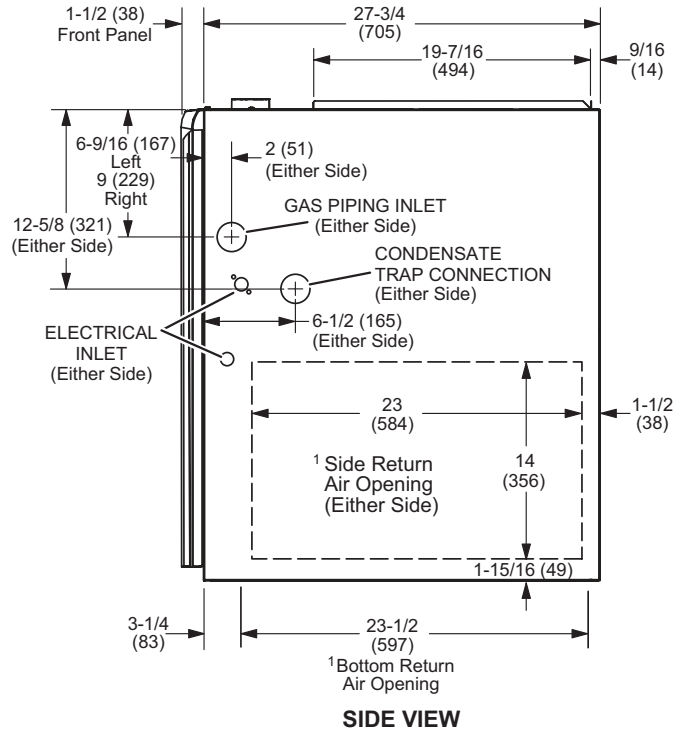 1-1/2 (38)
Front Panel
27-3/4
(705)
19-7/16
(494)
9/16
(14)
6-9/16 (167)
Left
9 (229)
Right
2 (51)
(Either Side)
12-5/8 (321)
(Either Side)
GAS PIPING INLET
(Either Side)
CONDENSATE
TRAP CONNECTION
(Either Side)
6-1/2 (165)
(Either Side)
ELECTRICAL
INLET
(Either Side)
23
(584)
1-1/2
(38)
1 Side Return
Air Opening
(Either Side)
14
(356)
1-15/16 (49)
3-1/4
(83)
23-1/2
(597)
1Bottom Return
Air Opening
SIDE VIEW